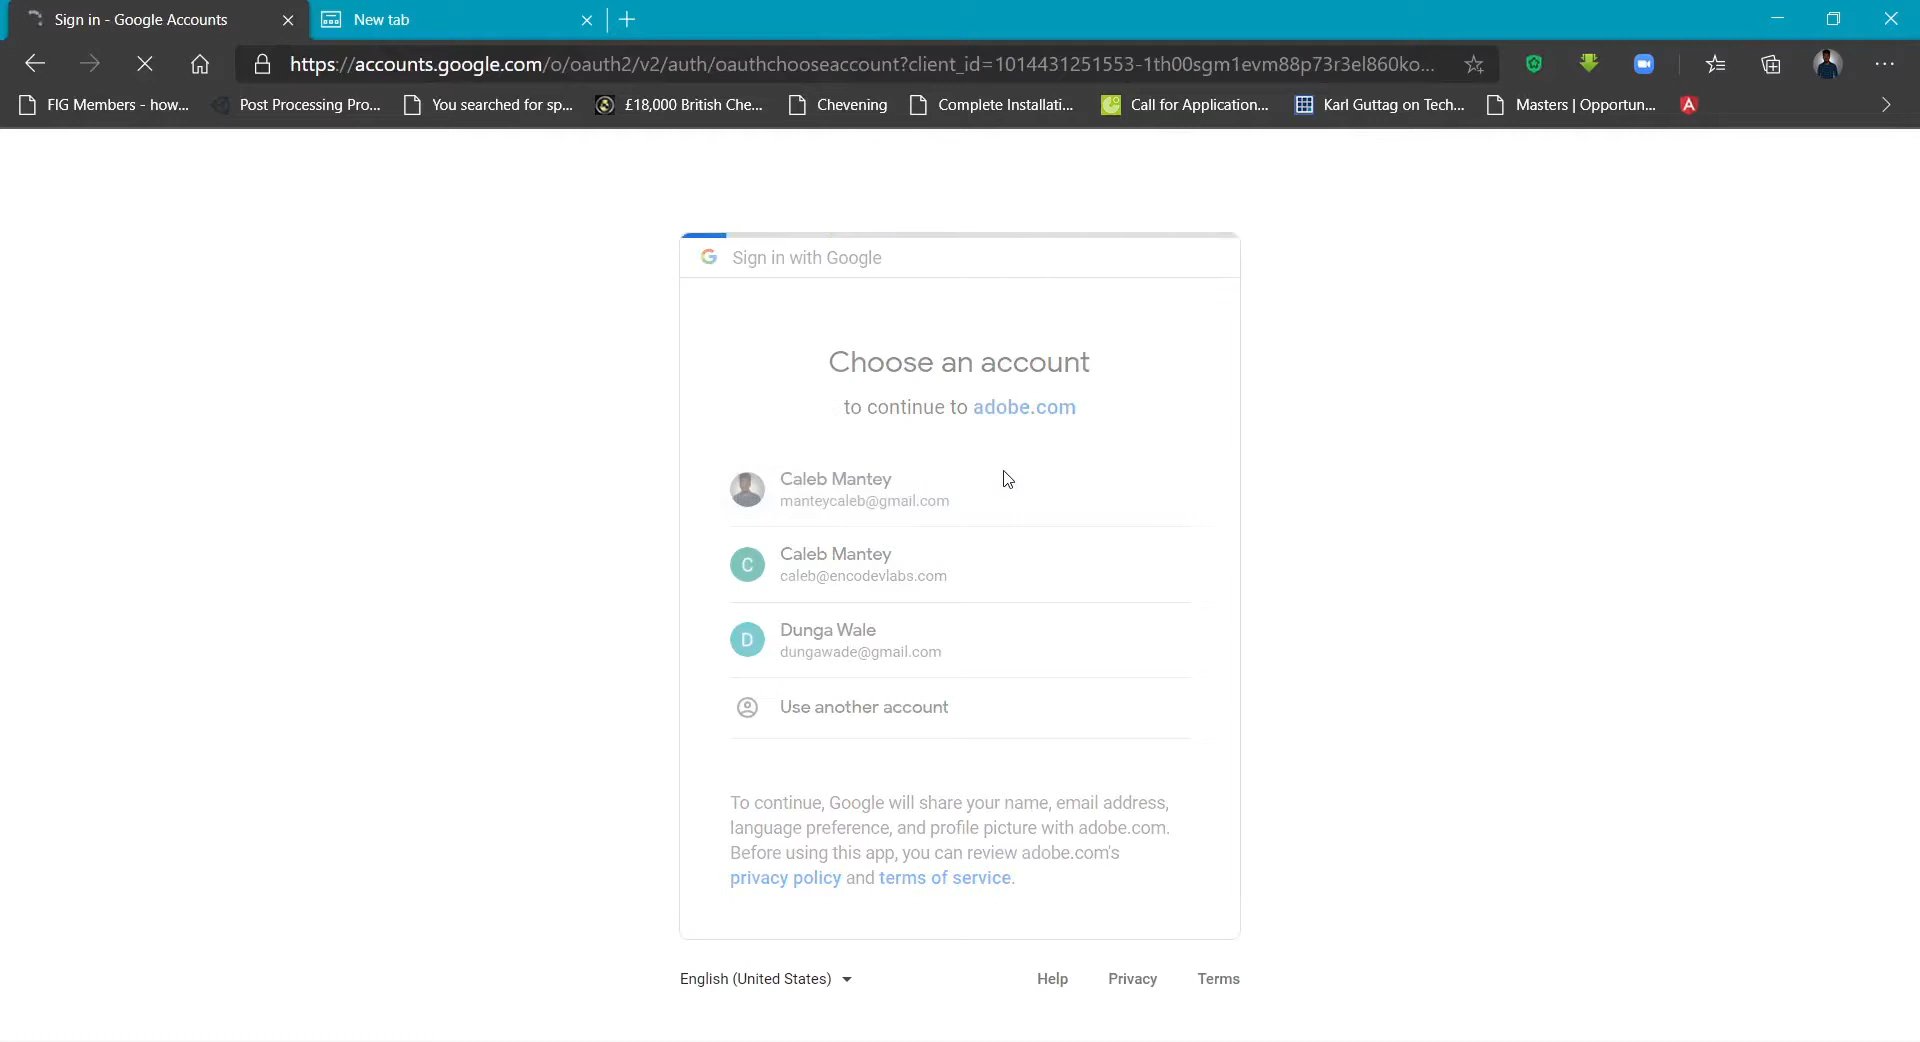 Sign in - Google Accounts
New tab
https://accounts.google.com/o/oauth2/v2/auth/oauthchooseaccount?client_id=1014431251553-1th00sgm1evm88p73r3el860ko...
FIG Members - how...
Post Processing Pro...
You searched for sp...
£18,000 British Che...
Chevening
Complete Installati...
Call for Application...
Karl Guttag on Tech...
Masters | Opportun...
Sign in with Google
Choose an account
to continue to adobe.com
Caleb Mantey
manteycaleb@gmail.com
C
Caleb Mantey
caleb@encodevlabs.com
D
Dunga Wale
dungawade@gmail.com
Use another account
To continue, Google will share your name, email address,
language preference, and profile picture with adobe.com.
Before using this app, you can review adobe.com's
privacy policy and terms of service.
English (United States)
Help
Privacy
Terms